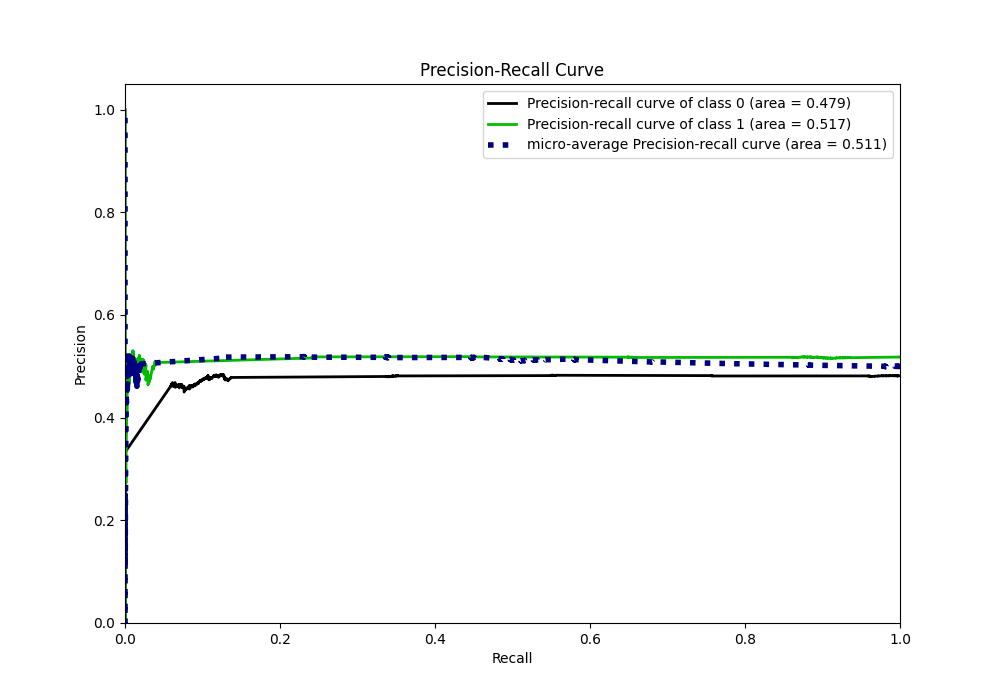 Precision-Recall Curve
Precision-recall curve of class 0 (area = 0.479)
Precision-recall curve of class 1 (area = 0.517)
micro-average Precision-recall curve (area = 0.511)
Precision
1.0
0.8
0.6
0.4
0.2
0.0
0.0 0.2 0.4 0.6 0.8 1.0
Recall